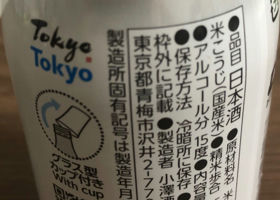 ●品目 日本酒 ●原材料名 米
米こうじ(国産米) ●精米歩合
●アルコール分 15度 ●内容量
●保存方法 冷暗所に保存
枠外に記載 ●製造者 小澤酒
東京都青梅市沢井2-77
製造所固有記号は製造年月
Tokyo
Tokyo
グラス型
カップ付き
With cup